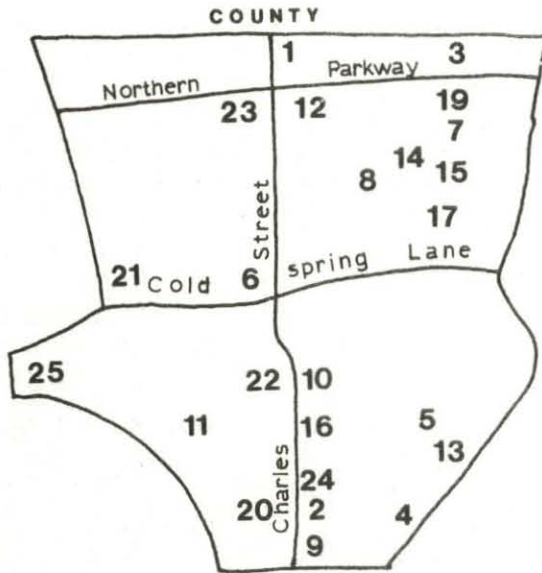 COUNTY
1 3
Northern Parkway
23 12 19
7
14
8 15
17
Street
21 Cold 6 spring Lane
25 22 10
11 16 5
13
Charles
24
20 2 4
9